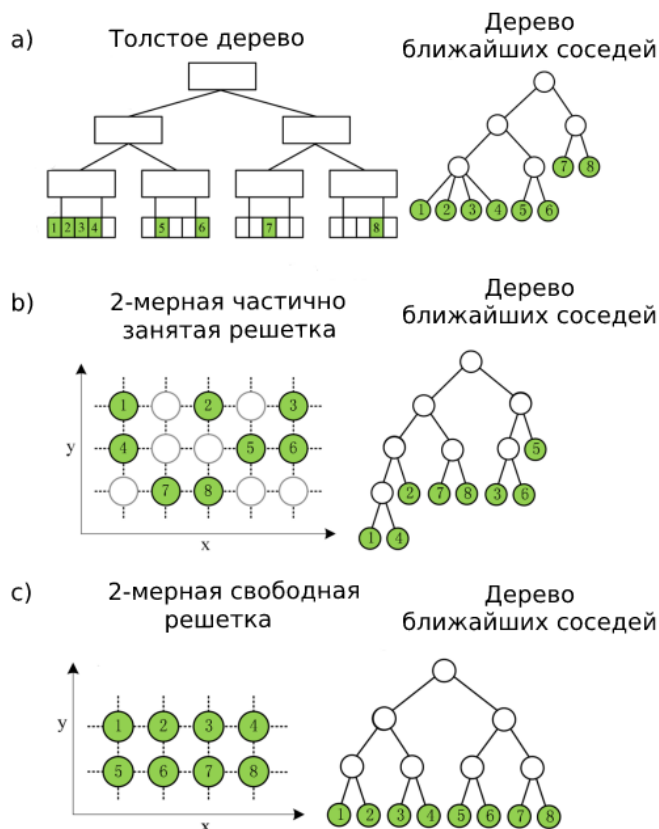 a)
Толстое дерево
Дерево
ближайших соседей
1 2 3 4 5 6 7 8
7 8
1 2 3 4 5 6
b)
2-мерная частично
занятая решетка
Дерево
ближайших соседей
y
1 2 3
4 5 6
7 8
x
5
2 7 8 3 6
1 4
c)
2-мерная свободная
решетка
Дерево
ближайших соседей
y
1 2 3 4
5 6 7 8
x
1 2 3 4 5 6 7 8